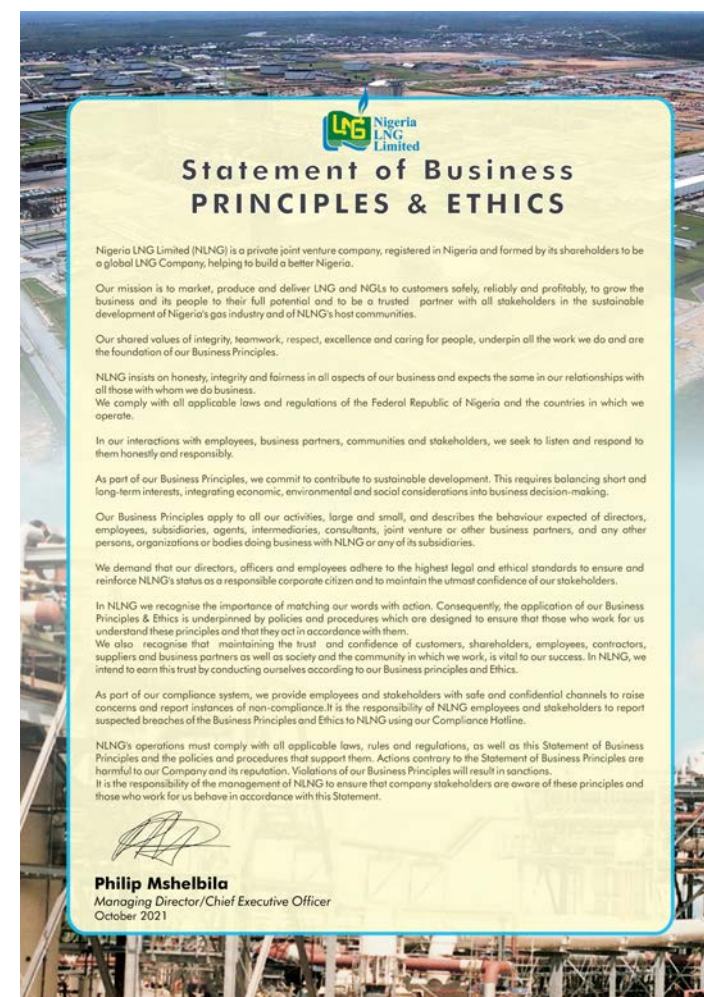 LNG
Nigeria
LNG
Limited
Statement of Business
PRINCIPLES & ETHICS
Nigeria LNG Limited (NLNG) is a private joint venture company, registered in Nigeria and formed by its shareholders to be
a global LNG Company, helping to build a better Nigeria.
Our mission is to market, produce and deliver LNG and NGLs to customers safely, reliably and profitably, to grow the
business and its people to their full potential and to be a trusted partner with all stakeholders in the sustainable
development of Nigeria's gas industry and of NLNG's host communities.
Our shared values of integrity, teamwork, respect, excellence and caring for people, underpin all the work we do and are
the foundation of our Business Principles.
NLNG insists on honesty, integrity and fairness in all aspects of our business and expects the same in our relationships with
all those with whom we do business.
We comply with all applicable laws and regulations of the Federal Republic of Nigeria and the countries in which we
operate.
In our interactions with employees, business partners, communities and stakeholders, we seek to listen and respond to
them honestly and responsibly.
As part of our Business Principles, we commit to contribute to sustainable development. This requires balancing short and
long-term interests, integrating economic, environmental and social considerations into business decision-making.
Our Business Principles apply to all our activities, large and small, and describes the behaviour expected of directors,
employees, subsidiaries, agents, intermediaries, consultants, joint venture or other business partners, and any other
persons, organizations or bodies doing business with NLNG or any of its subsidiaries.
We demand that our directors, officers and employees adhere to the highest legal and ethical standards to ensure and
reinforce NLNG's status as a responsible corporate citizen and to maintain the utmost confidence of our stakeholders.
In NLNG we recognise the importance of matching our words with action. Consequently, the application of our Business
Principles & Ethics is underpinned by policies and procedures which are designed to ensure that those who work for us
understand these principles and that they act in accordance with them.
We also recognise that maintaining the trust and confidence of customers, shareholders, employees, contractors,
suppliers and business partners as well as society and the community in which we work, is vital to our success. In NLNG, we
intend to earn this trust by conducting ourselves according to our Business principles and Ethics.
As part of our compliance system, we provide employees and stakeholders with safe and confidential channels to raise
concerns and report instances of non-compliance.It is the responsibility of NLNG employees and stakeholders to report
suspected breaches of the Business Principles and Ethics to NLNG using our Compliance Hotline.
NLNG's operations must comply with all applicable laws, rules and regulations, as well as this Statement of Business
Principles and the policies and procedures that support them. Actions contrary to the Statement of Business Principles are
harmful to our Company and its reputation. Violations of our Business Principles will result in sanctions.
It is the responsibility of the management of NLNG to ensure that company stakeholders are aware of these principles and
those who work for us behave in accordance with this Statement.
Philip Mshelbila
Managing Director/Chief Executive Officer
October 2021